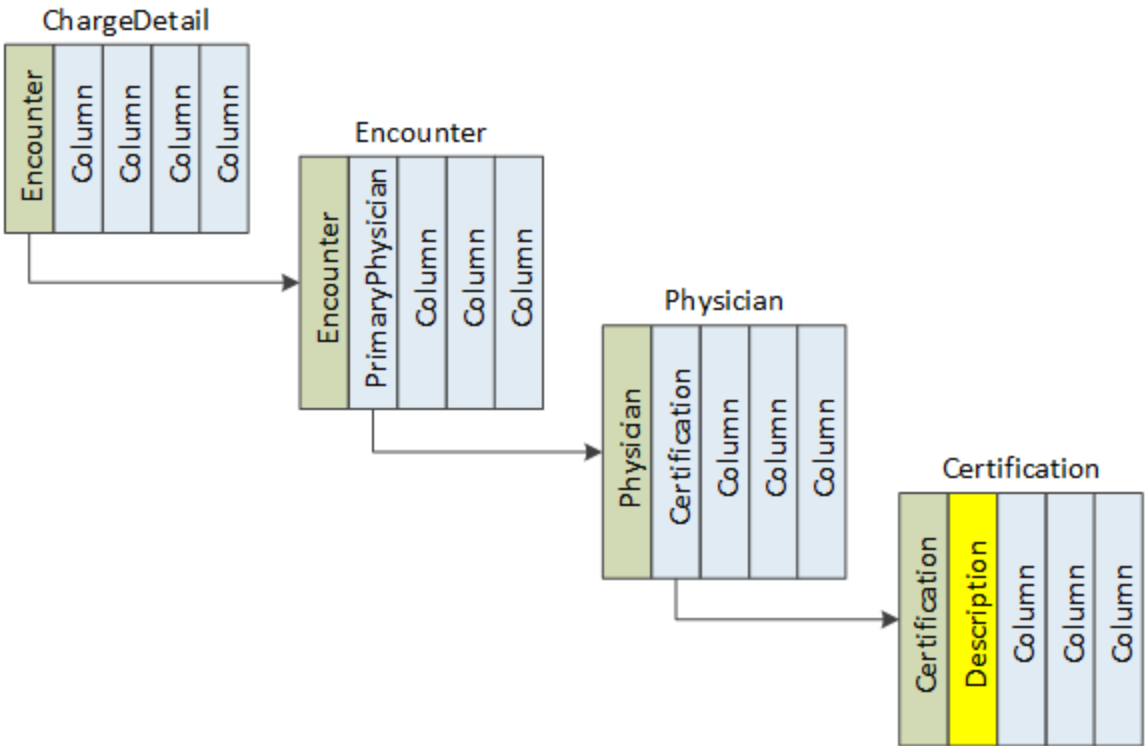 ChargeDetail
Encounter
Column
Column
Column
Column
Encounter
Encounter
PrimaryPhysician
Column
Column
Column
Physician
Physician
Certification
Column
Column
Column
Certification
Certification
Description
Column
Column
Column